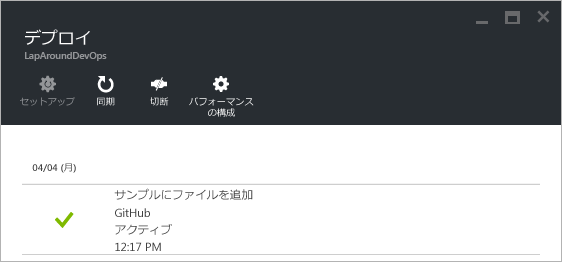 デプロイ
LapAroundDevOps
セットアップ
同期
切断
パフォーマンス
の構成
04/04 (月)
サンプルにファイルを追加
GitHub
アクティブ
12:17 PM